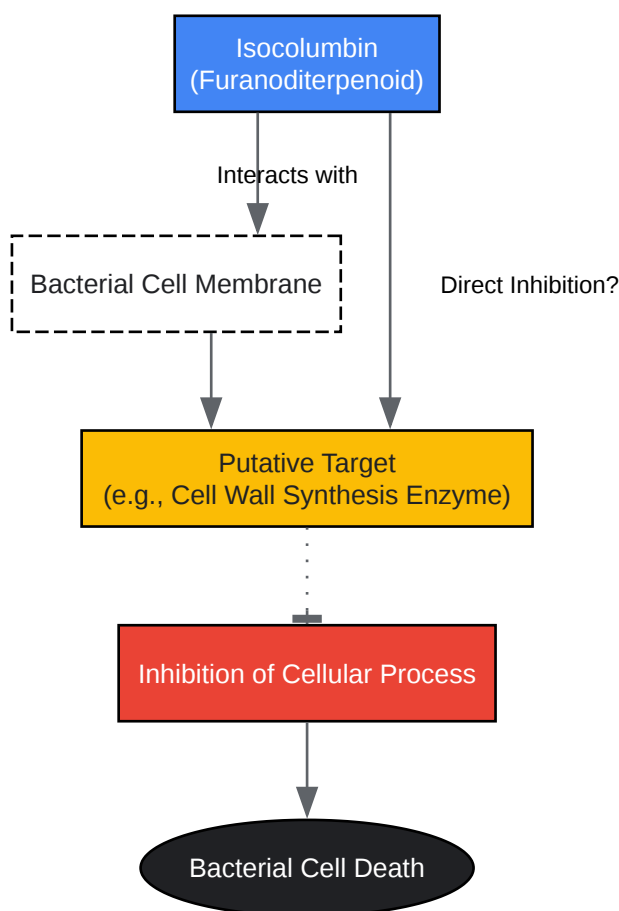 Isocolumbin
(Furanoditerpenoid)
Interacts with
Bacterial Cell Membrane
Direct Inhibition?
Putative Target
(e.g., Cell Wall Synthesis Enzyme)
Inhibition of Cellular Process
Bacterial Cell Death